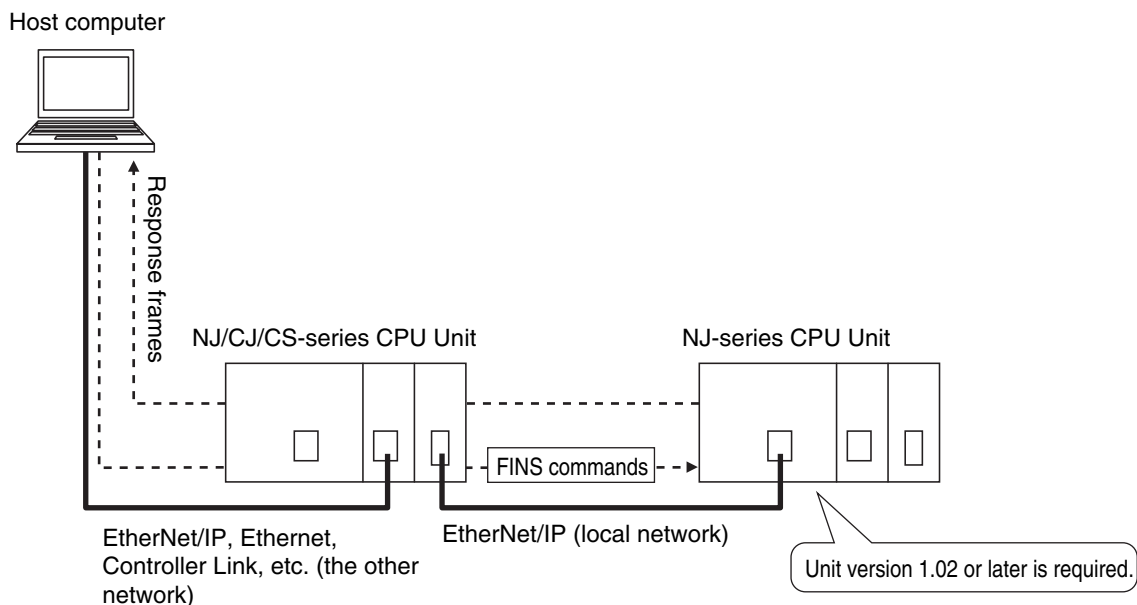 Host computer
Response frames
NJ/CJ/CS-series CPU Unit
NJ-series CPU Unit
FINS commands
EtherNet/IP, Ethernet,
Controller Link, etc. (the other
network)
EtherNet/IP (local network)
Unit version 1.02 or later is required.